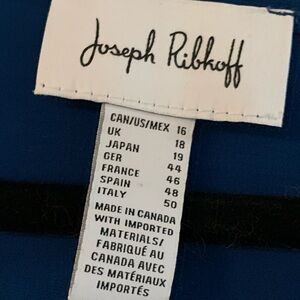 Joseph Ribkoff
CAN/US/MEX 16
UK 18
JAPAN 19
GER 44
FRANCE 46
SPAIN 48
ITALY 50
MADE IN CANADA
WITH IMPORTED
MATERIALS/
FABRIQUÉ AU
CANADA AVEC
DES MATÉRIAUX
IMPORTÉS